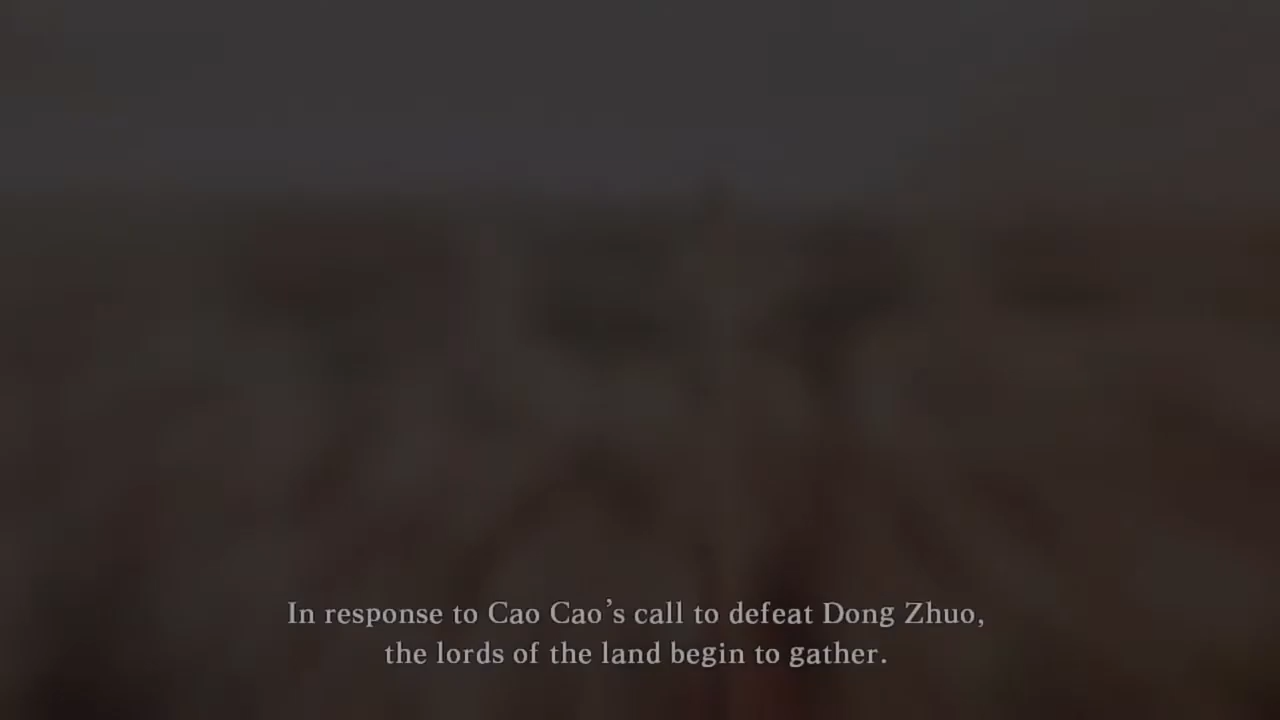 In response to Cao Cao’s call to defeat Dong Zhuo,
the lords of the land begin to gather.